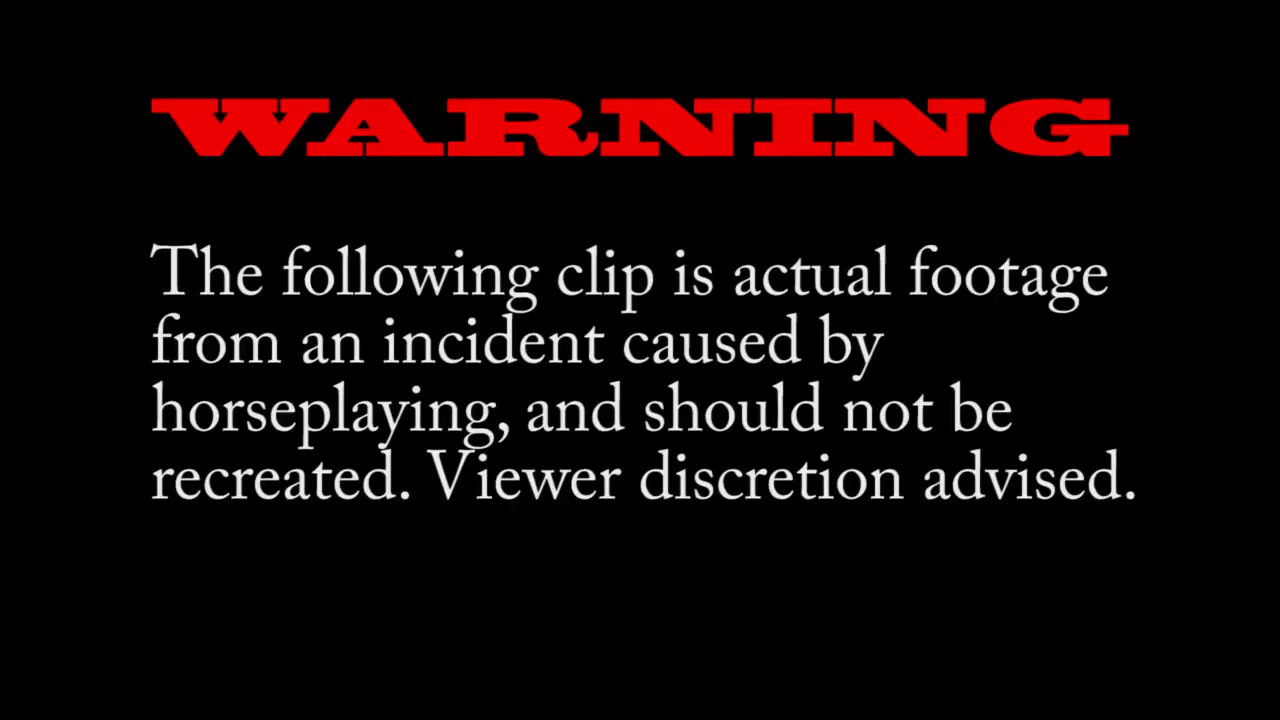 WARNING
The following clip is actual footage
from an incident caused by
horseplaying, and should not be
recreated. Viewer discretion advised.